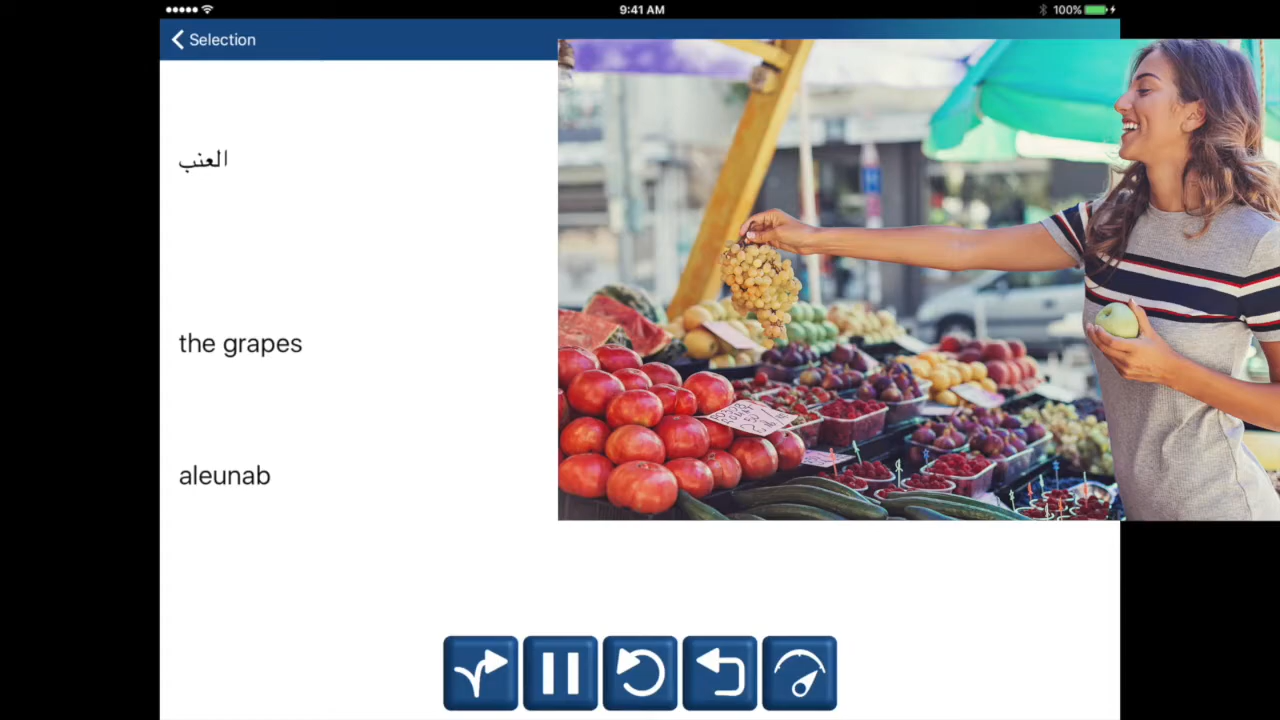 9:41 AM
100%
Selection
العنب
the grapes
aleunab